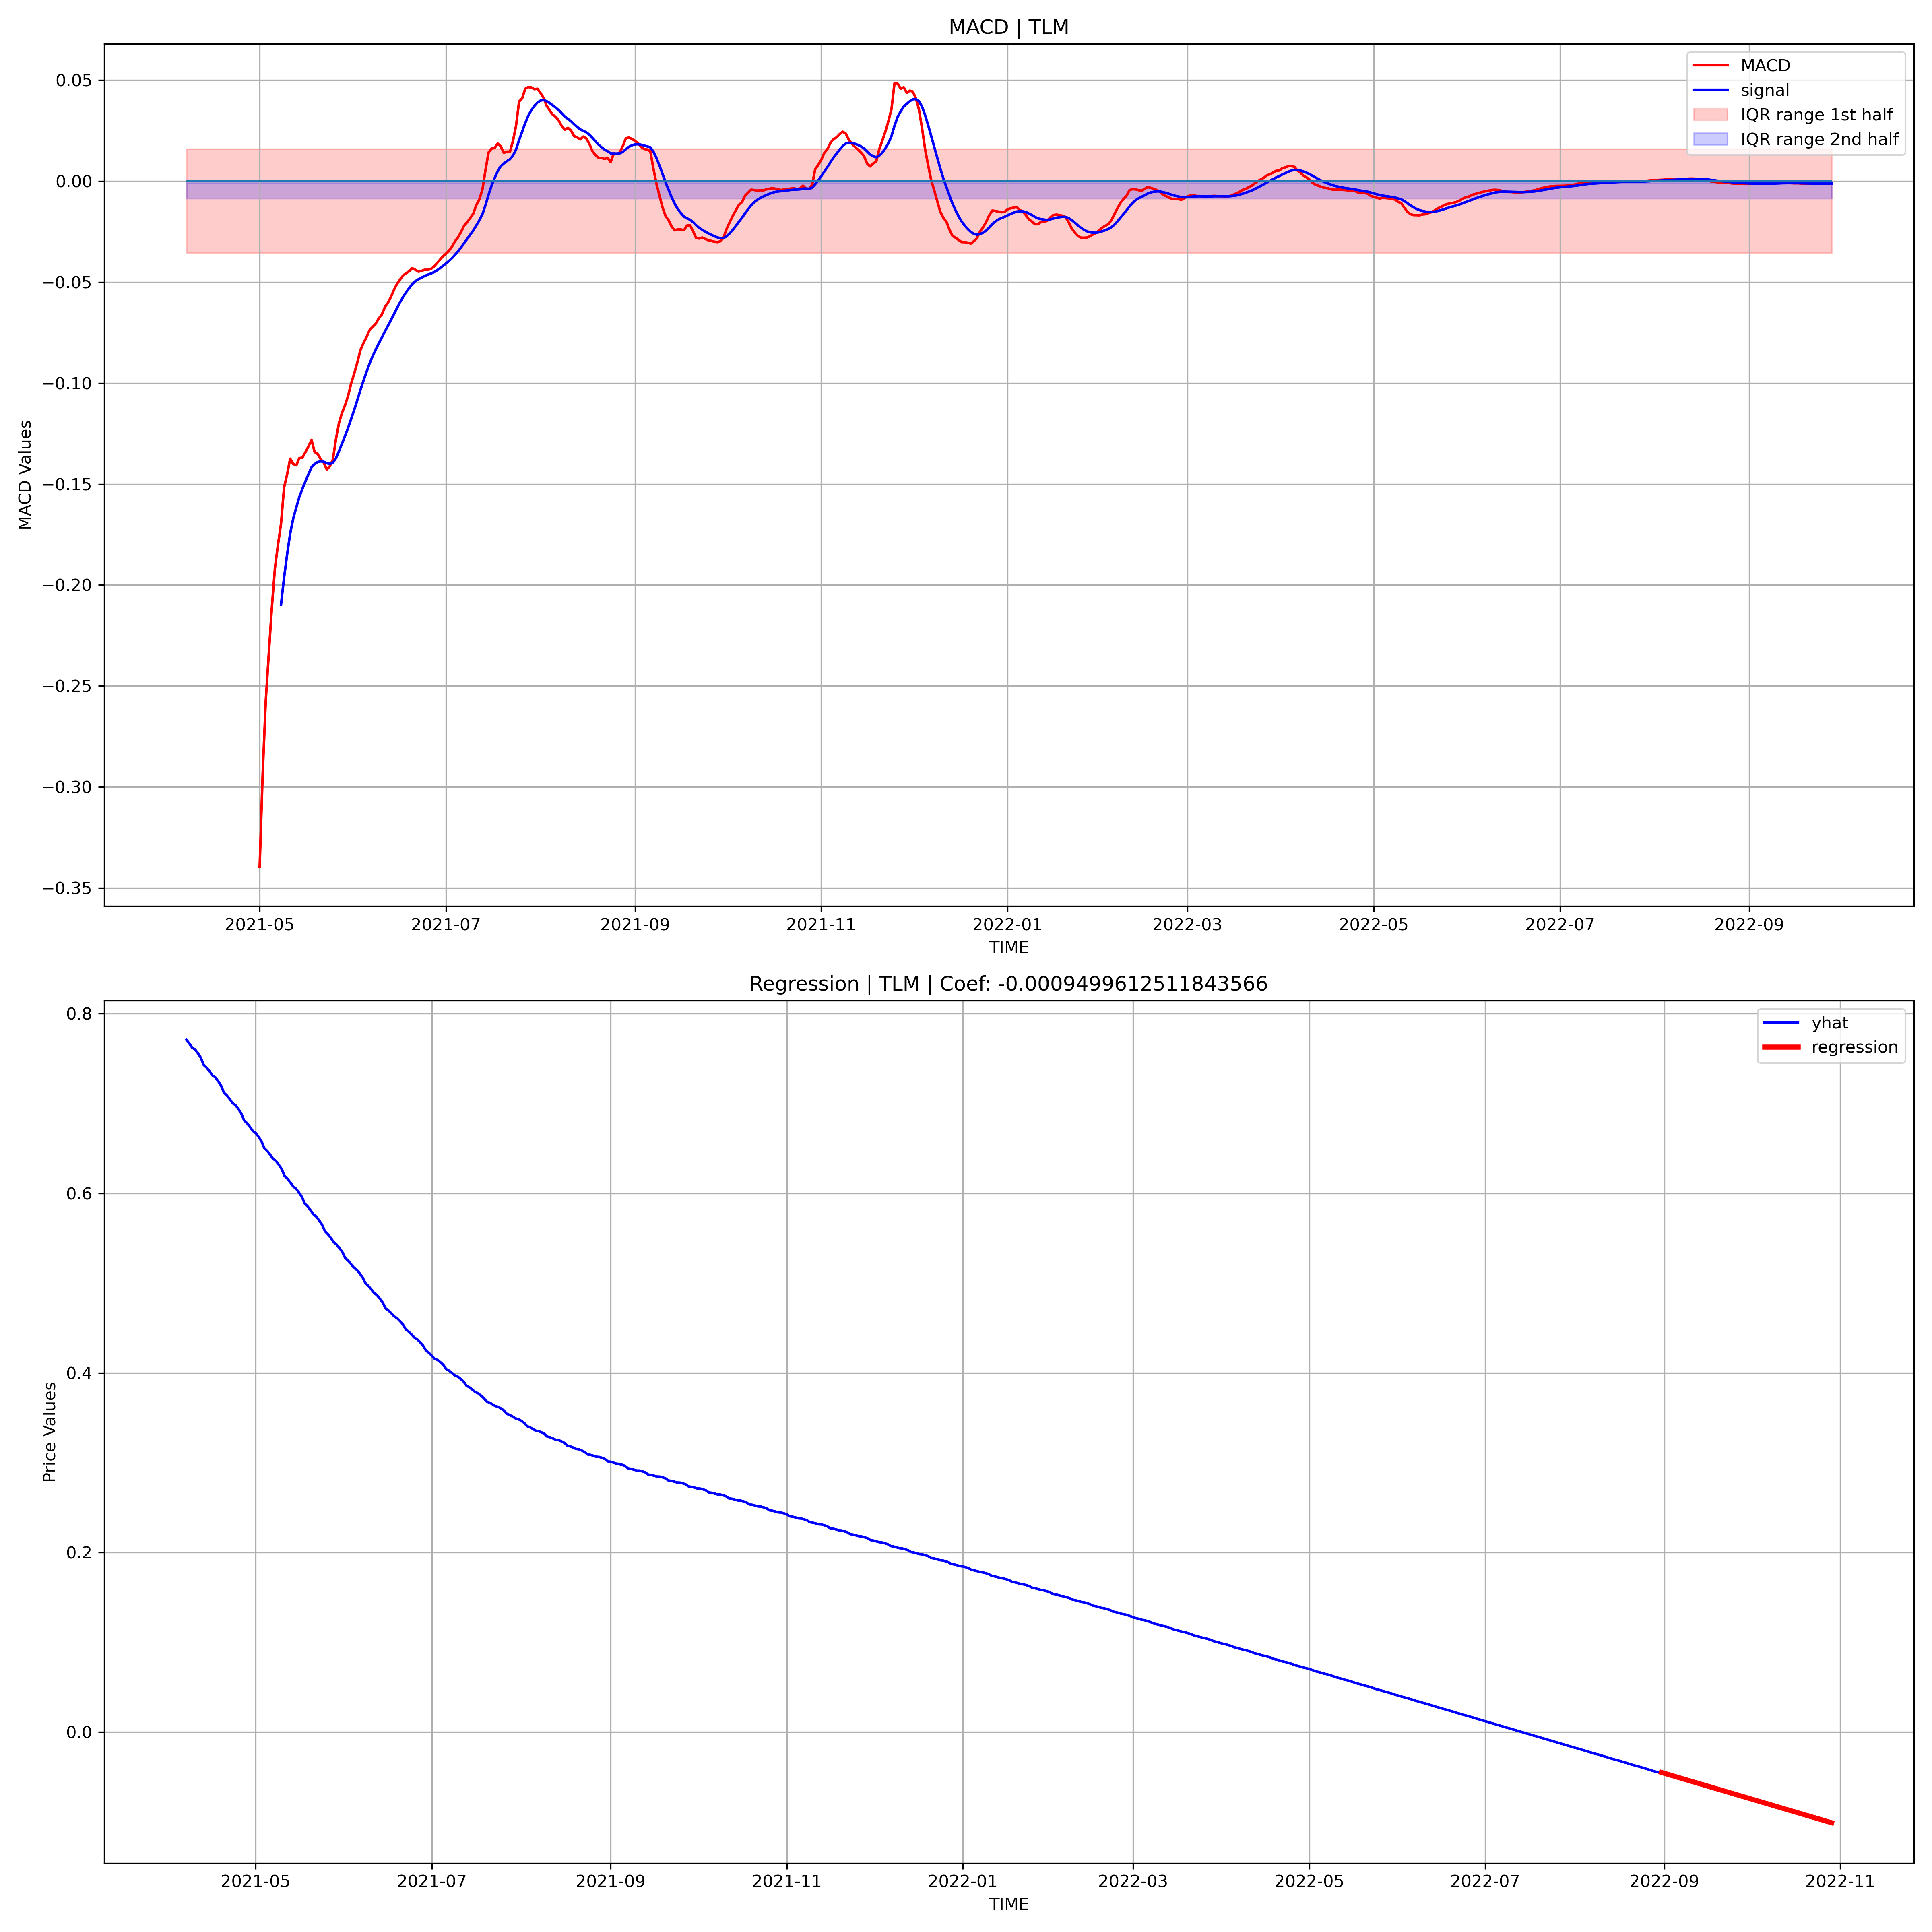 MACD | TLM
MACD
signal
IQR range 1st half
IQR range 2nd half
0.05
0.00
−0.05
−0.10
−0.15
−0.20
−0.25
−0.30
−0.35
MACD Values
2021-05 2021-07 2021-09 2021-11 2022-01 2022-03 2022-05 2022-07 2022-09
TIME
Regression | TLM | Coef: -0.0009499612511843566
yhat
regression
0.8
0.6
0.4
0.2
0.0
Price Values
2021-05 2021-07 2021-09 2021-11 2022-01 2022-03 2022-05 2022-07 2022-09 2022-11
TIME